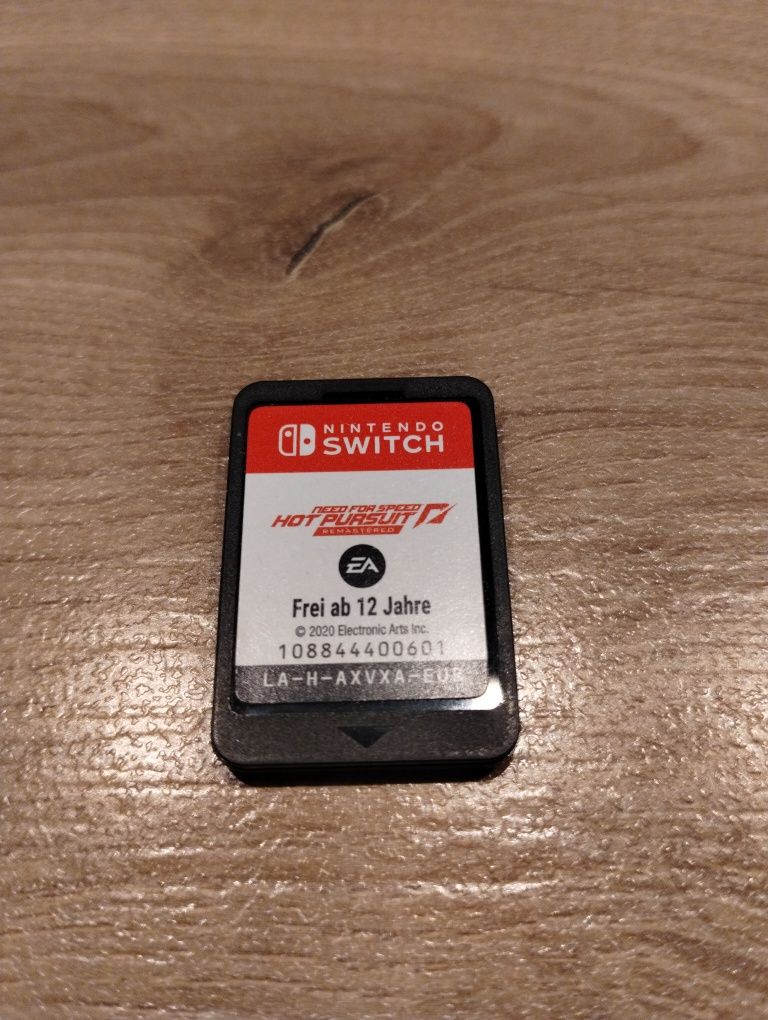 NINTENDO
SWITCH
NEED FOR SPEED
HOT PURSUIT
REMASTERED
EA
Frei ab 12 Jahre
© 2020 Electronic Arts Inc.
108844400601
LA-H-AXVXA-EUR